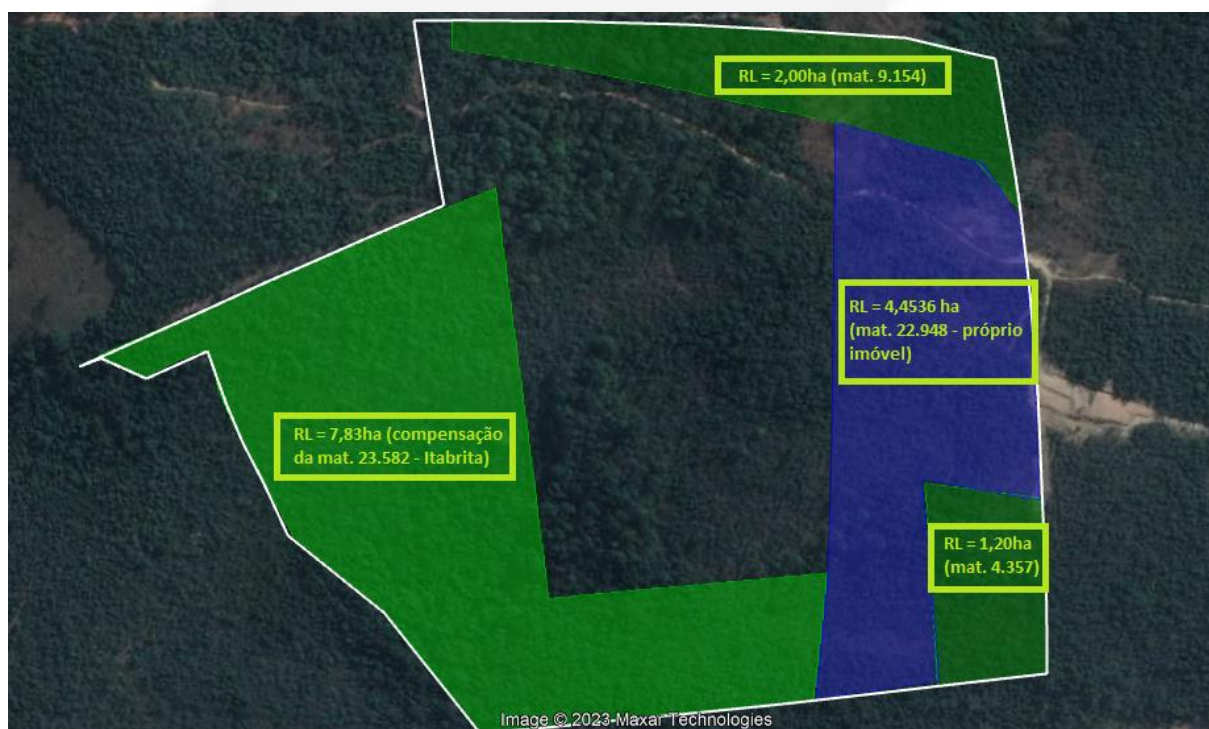 RL = 2,00ha (mat. 9.154)
RL = 4,4536 ha
(mat. 22.948 - próprio
imóvel)
RL = 7,83ha (compensação
da mat. 23.582 - Itabrita)
RL = 1,20ha
(mat. 4.357)
Image © 2023 Maxar Technologies